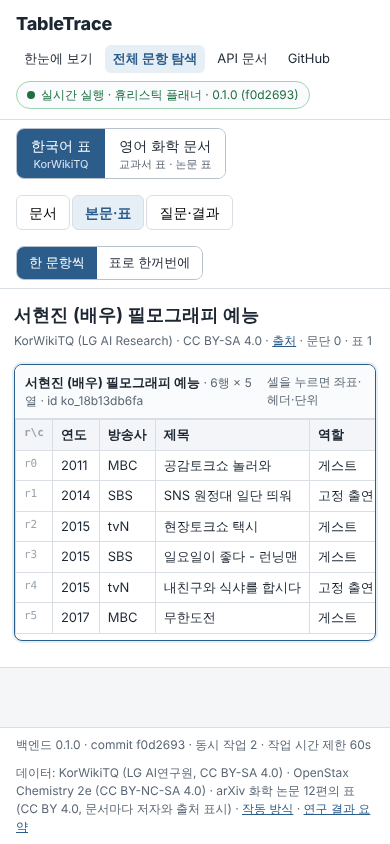 TableTrace
한눈에 보기 전체 문항 탐색 API 문서 GitHub
실시간 실행 · 휴리스틱 플래너 · 0.1.0 (f0d2693)
한국어 표 영어 화학 문서
KorWikiTQ 교과서 표 · 논문 표
문서 본문·표 질문·결과
한 문항씩 표로 한꺼번에
서현진 (배우) 필모그래피 예능
KorWikiTQ (LG AI Research) · CC BY-SA 4.0 · 출처 · 문단 0 · 표 1
서현진 (배우) 필모그래피 예능 · 6행 × 5 셀을 누르면 좌표·
열 · id ko_18b13db6fa 헤더·단위
r\c 연도 방송사 제목 역할
r0 2011 MBC 공감토크쇼 놀러와 게스트
r1 2014 SBS SNS 원정대 일단 띄워 고정 출연
r2 2015 tvN 현장토크쇼 택시 게스트
r3 2015 SBS 일요일이 좋다 - 런닝맨 게스트
r4 2015 tvN 내친구와 식샤를 합시다 고정 출연
r5 2017 MBC 무한도전 게스트
백엔드 0.1.0 · commit f0d2693 · 동시 작업 2 · 작업 시간 제한 60s
데이터: KorWikiTQ (LG AI연구원, CC BY-SA 4.0) · OpenStax
Chemistry 2e (CC BY-NC-SA 4.0) · arXiv 화학 논문 12편의 표
(CC BY 4.0, 문서마다 저자와 출처 표시) · 작동 방식 · 연구 결과 요
약